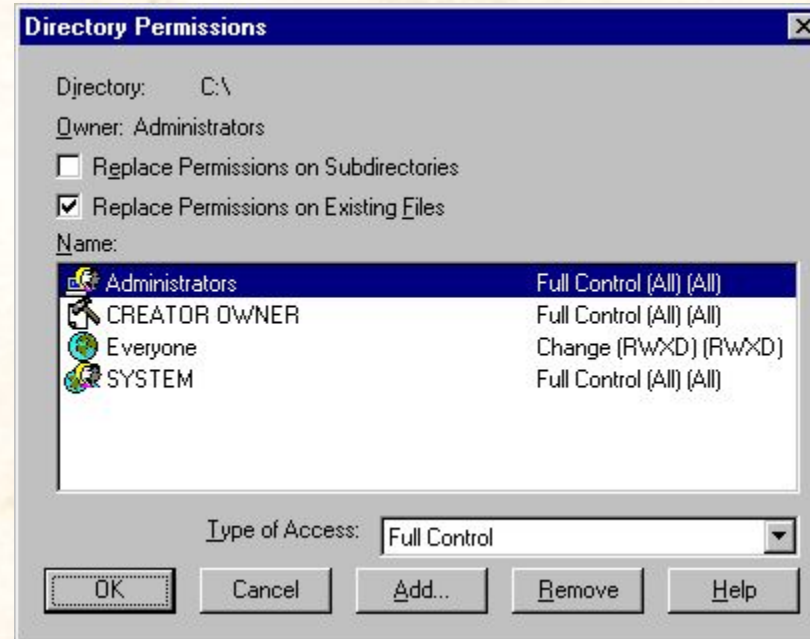 Directory Permissions
Directory: C:\
Owner: Administrators
Replace Permissions on Subdirectories
Replace Permissions on Existing Files
Name:
Administrators Full Control (All) (All)
CREATOR OWNER Full Control (All) (All)
Everyone Change (RWXD) (RWXD)
SYSTEM Full Control (All) (All)
Type of Access: Full Control
OK Cancel Add... Remove Help